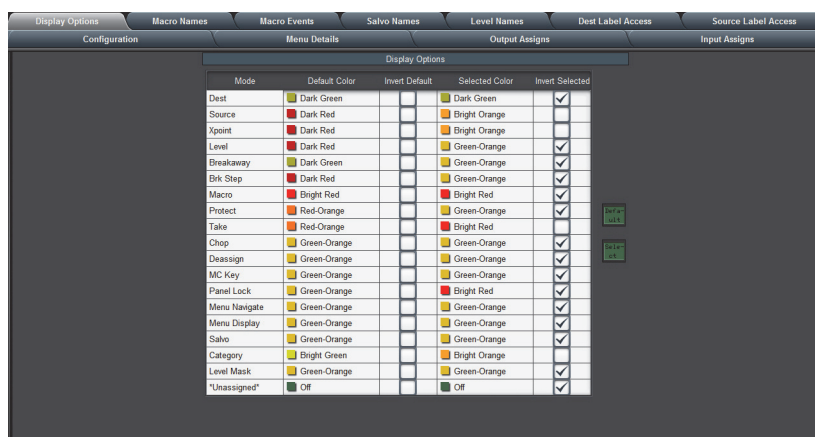 Display Options Macro Names Macro Events Salvo Names Level Names Dest Label Access Source Label Access
Configuration Menu Details Output Assigns Input Assigns
Display Options
Mode Default Color Invert Default Selected Color Invert Selected
Dest Dark Green Dark Green
Source Dark Red Bright Orange
Xpoint Dark Red Bright Orange
Level Dark Red Green-Orange
Breakaway Dark Green Green-Orange
Brk Step Dark Red Green-Orange
Macro Bright Red Bright Red
Protect Red-Orange Green-Orange
Take Red-Orange Bright Red
Chop Green-Orange Green-Orange
Deassign Green-Orange Green-Orange
MC Key Green-Orange Green-Orange
Panel Lock Green-Orange Bright Red
Menu Navigate Green-Orange Green-Orange
Menu Display Green-Orange Green-Orange
Salvo Green-Orange Green-Orange
Category Bright Green Bright Orange
Level Mask Green-Orange Green-Orange
"Unassigned" Off Off
Defa-
ult
Sele-
ct